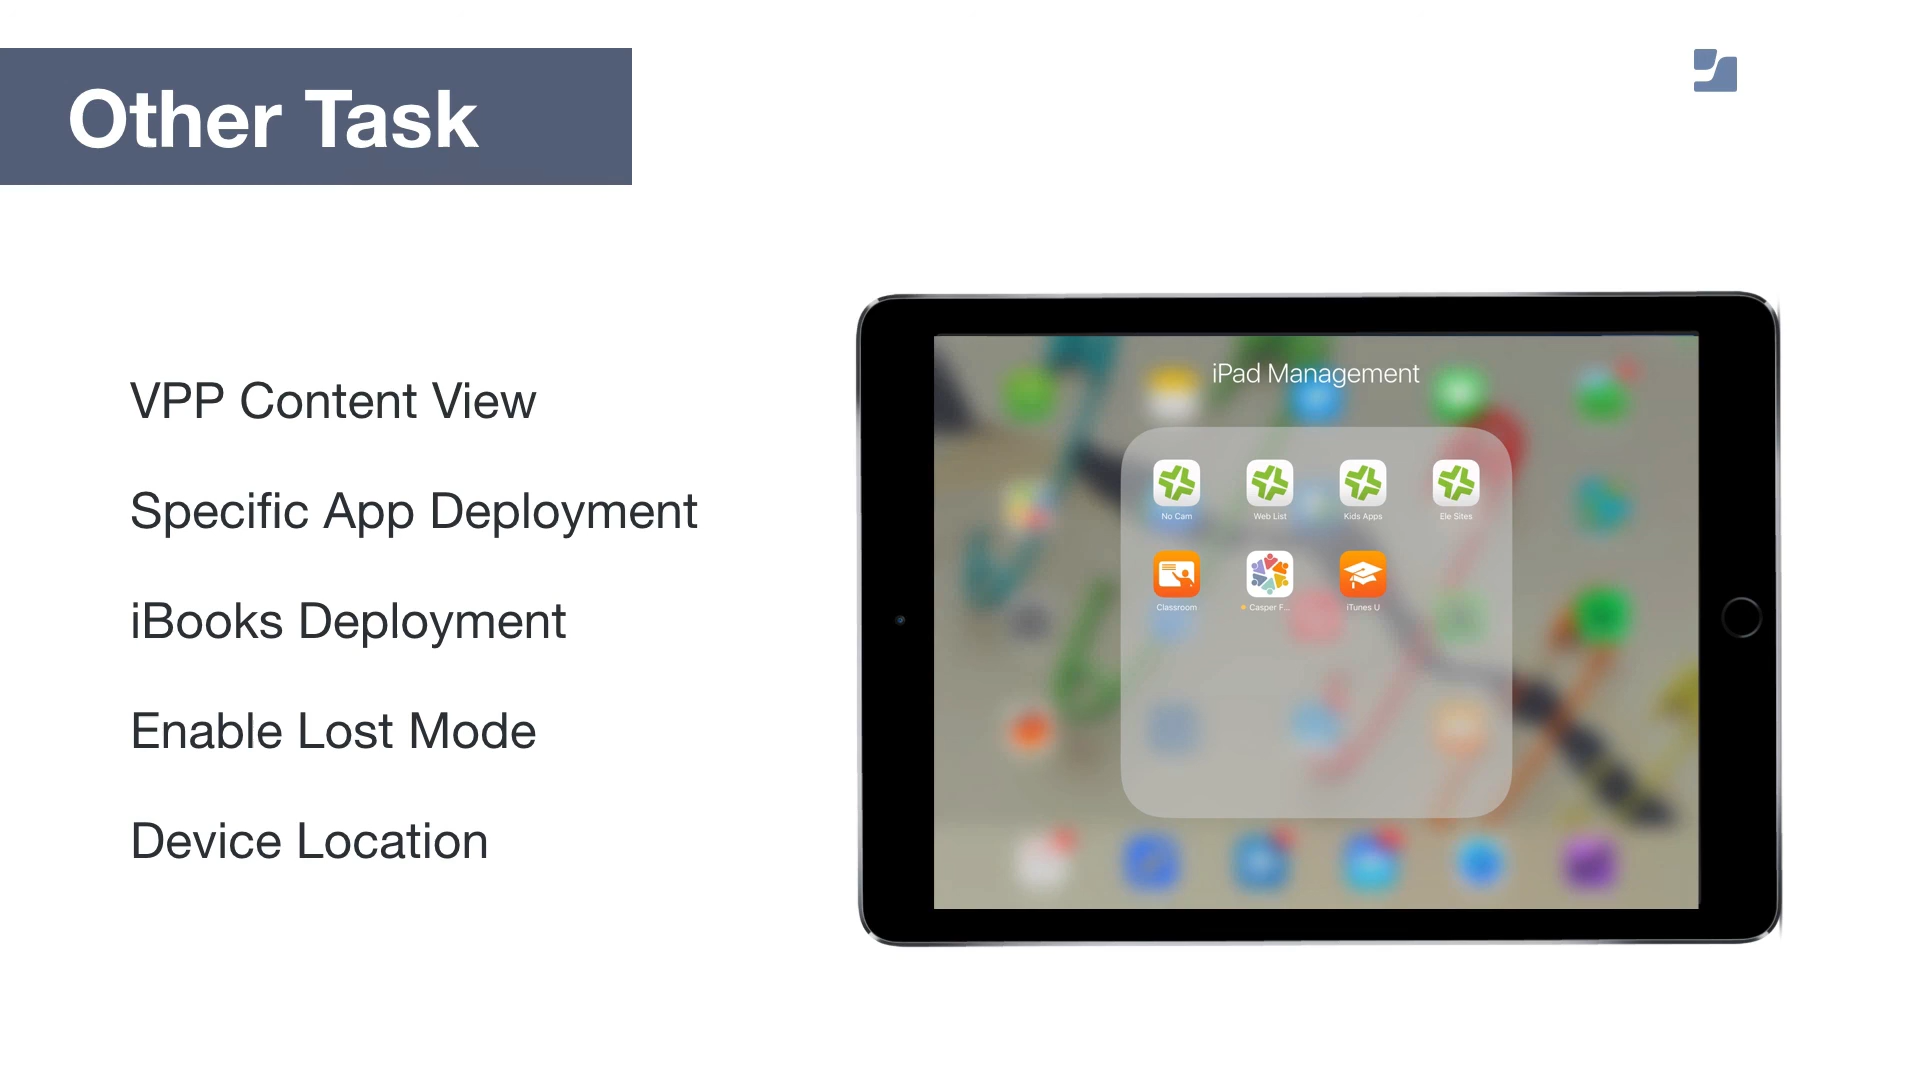 Other Task
VPP Content View
Specific App Deployment
iBooks Deployment
Enable Lost Mode
Device Location
iPad Management
No Cam
Web List
Kids Apps
Ele Sites
Classroom
Casper F...
iTunes U